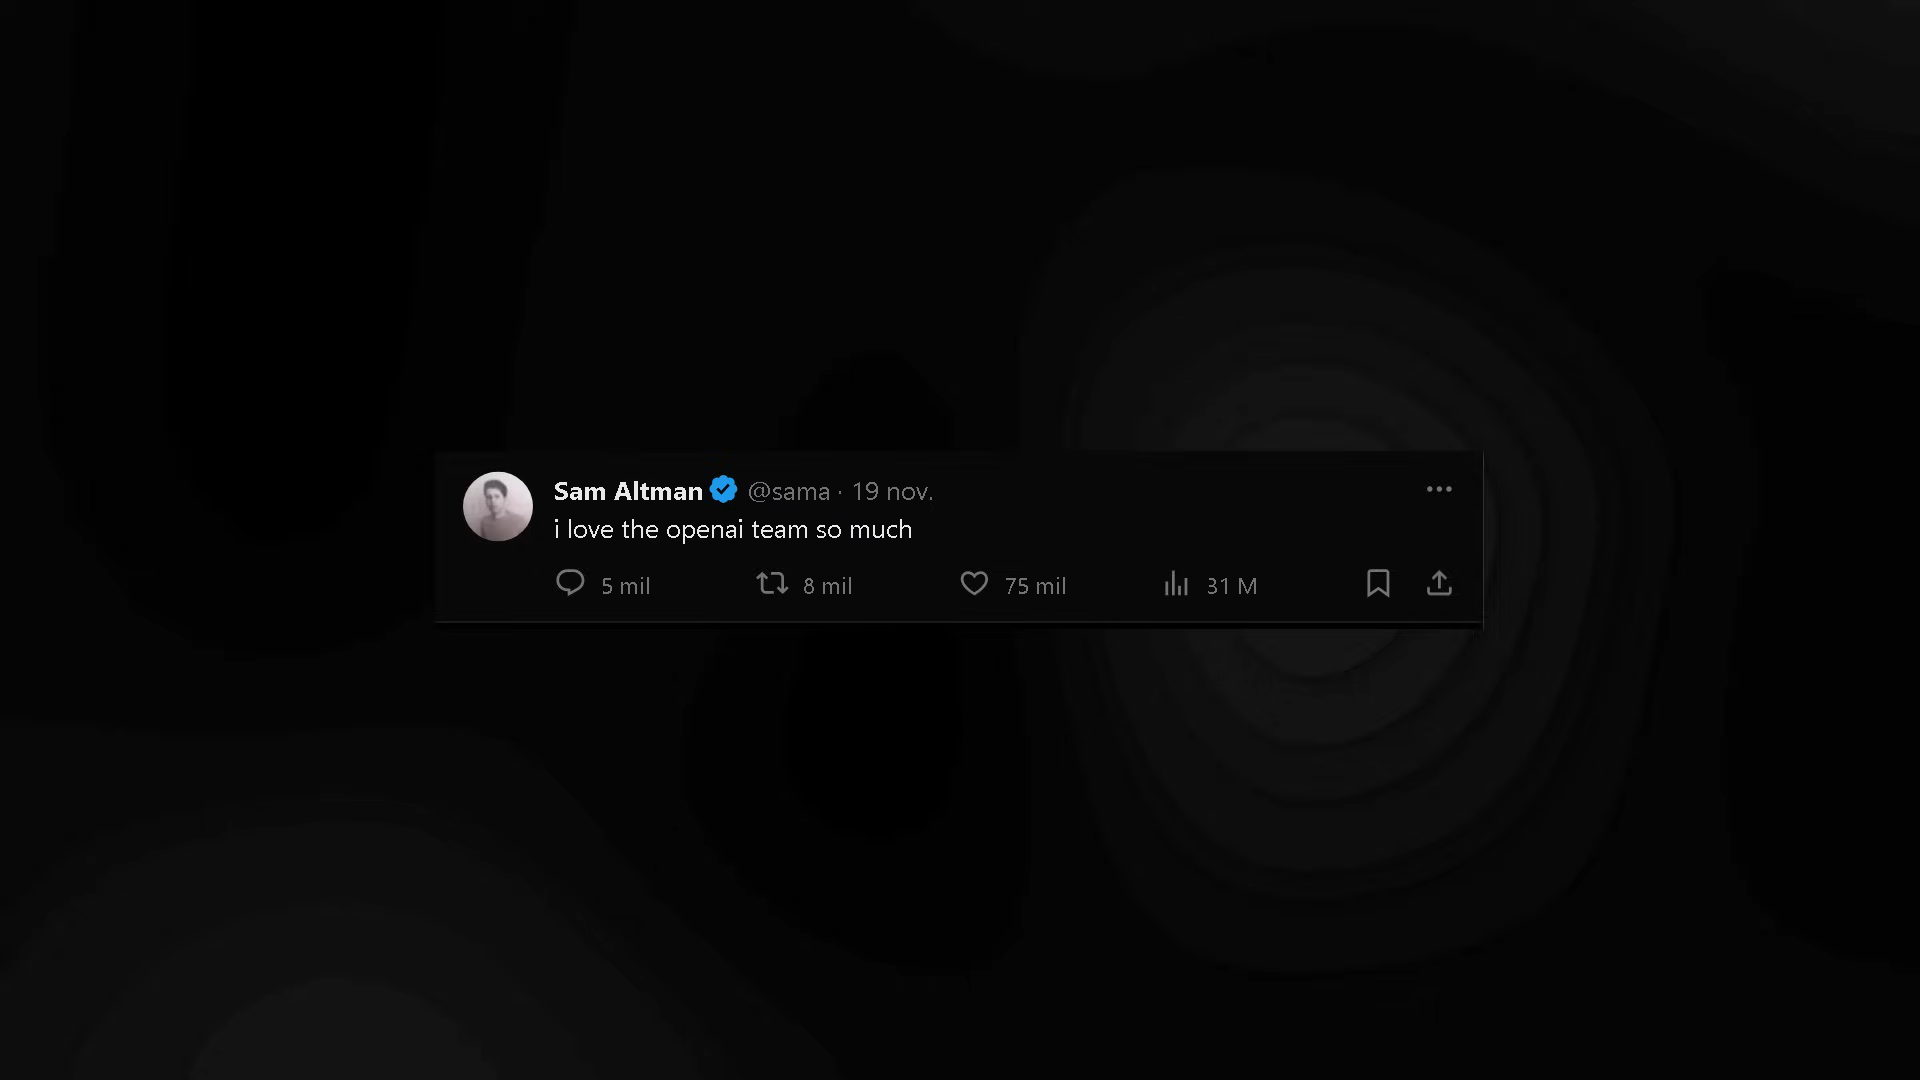 Sam Altman @sama · 19 nov.
i love the openai team so much
5 mil 8 mil 75 mil 31 M